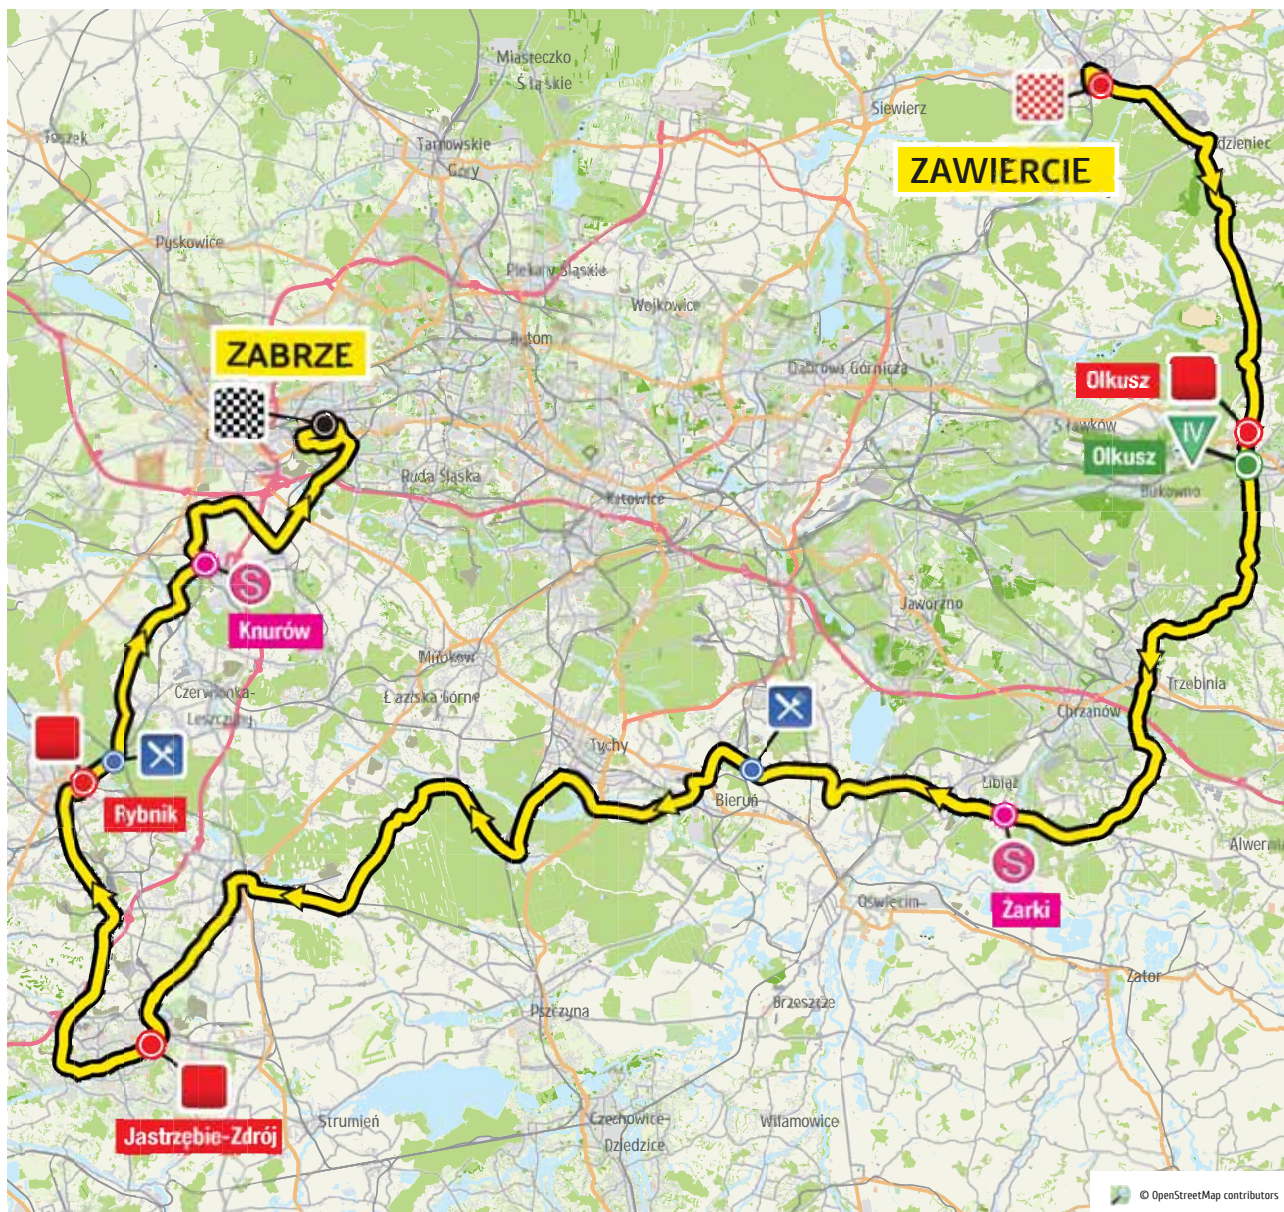 Miasteczko
Śląskie
Siewierz
Toszek
Tarnowskie
Góry
dzieniec
ZAWIERCIE
Pyskowice
Piekary Śląskie
Wojkowice
ZABRZE
Bytom
Dąbrowa Górnicza
Olkusz
Sławków
IV
Olkusz
Ruda Śląska
Katowice
Bukowno
S
Knurów
Jaworzno
Mikołów
Czerwionka-
Leszczyny
Łaziska Górne
Trzebinia
Chrzanów
Tychy
Libiąż
Bieruń
Rybnik
Alwernia
S
Żarki
Oświęcim
Zator
Pszczyna
Brzeszcze
Jastrzębie-Zdrój
Strumień
Czechowice-
Dziedzice
Wilamowice
© OpenStreetMap contributors